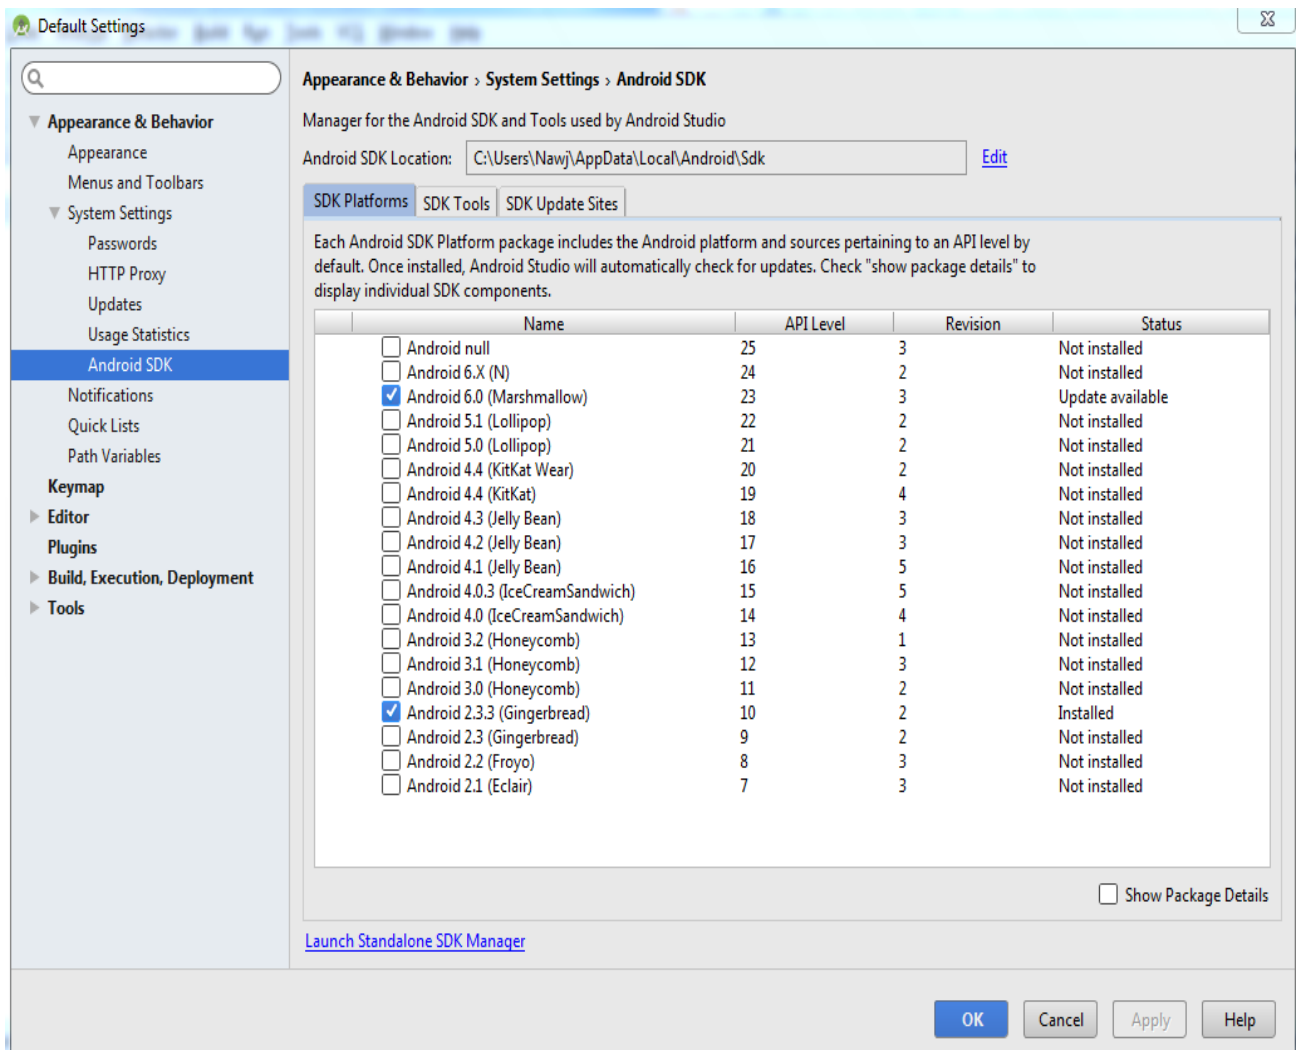 Default Settings
Appearance & Behavior
Appearance
Menus and Toolbars
System Settings
Passwords
HTTP Proxy
Updates
Usage Statistics
Android SDK
Notifications
Quick Lists
Path Variables
Keymap
Editor
Plugins
Build, Execution, Deployment
Tools
Appearance & Behavior › System Settings › Android SDK
Manager for the Android SDK and Tools used by Android Studio
Android SDK Location: C:\Users\Nawj\AppData\Local\Android\Sdk Edit
SDK Platforms SDK Tools SDK Update Sites
Each Android SDK Platform package includes the Android platform and sources pertaining to an API level by
default. Once installed, Android Studio will automatically check for updates. Check "show package details" to
display individual SDK components.
Name API Level Revision Status
Android null 25 3 Not installed
Android 6.X (N) 24 2 Not installed
Android 6.0 (Marshmallow) 23 3 Update available
Android 5.1 (Lollipop) 22 2 Not installed
Android 5.0 (Lollipop) 21 2 Not installed
Android 4.4 (KitKat Wear) 20 2 Not installed
Android 4.4 (KitKat) 19 4 Not installed
Android 4.3 (Jelly Bean) 18 3 Not installed
Android 4.2 (Jelly Bean) 17 3 Not installed
Android 4.1 (Jelly Bean) 16 5 Not installed
Android 4.0.3 (IceCreamSandwich) 15 5 Not installed
Android 4.0 (IceCreamSandwich) 14 4 Not installed
Android 3.2 (Honeycomb) 13 1 Not installed
Android 3.1 (Honeycomb) 12 3 Not installed
Android 3.0 (Honeycomb) 11 2 Not installed
Android 2.3.3 (Gingerbread) 10 2 Installed
Android 2.3 (Gingerbread) 9 2 Not installed
Android 2.2 (Froyo) 8 3 Not installed
Android 2.1 (Eclair) 7 3 Not installed
Show Package Details
Launch Standalone SDK Manager
OK Cancel Apply Help